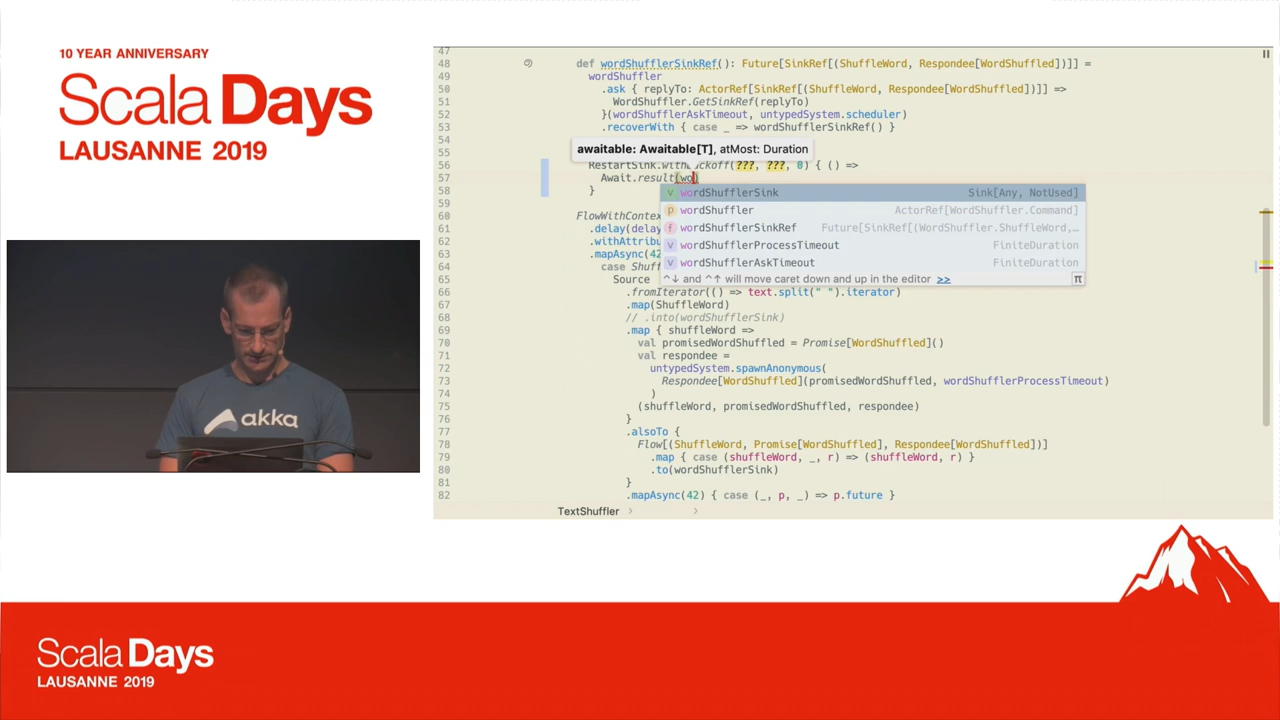 10 YEAR ANNIVERSARY
Scala Days
LAUSANNE 2019
akka
47
48 def wordShufflerSinkRef(): Future[SinkRef[(ShuffleWord, Respondee[WordShuffled])]] =
49 wordShuffler
50 .ask { replyTo: ActorRef[SinkRef[(ShuffleWord, Respondee[WordShuffled])]] =>
51 WordShuffler.GetSinkRef(replyTo)
52 }(wordShufflerAskTimeout, untypedSystem.scheduler)
53 .recoverWith { case _ => wordShufflerSinkRef() }
54
awaitable: Awaitable[T], atMost: Duration
55
56 RestartSink.withBackoff(???, ???, 0) { () =>
57 Await.result(wo)
58 }
wordShufflerSink Sink[Any, NotUsed]
wordShuffler ActorRef[WordShuffler.Command]
wordShufflerSinkRef Future[SinkRef[(WordShuffler.ShuffleWord,…
wordShufflerProcessTimeout FiniteDuration
wordShufflerAskTimeout FiniteDuration
^↓ and ^↑ will move caret down and up in the editor >> π
59
60 FlowWithConte
61 .delay(delay
62 .withAttribu
63 .mapAsync(42
64 case Shuff
65 Source
66 .fromIterator(() => text.split(" ").iterator)
67 .map(ShuffleWord)
68 // .into(wordShufflerSink)
69 .map { shuffleWord =>
70 val promisedWordShuffled = Promise[WordShuffled]()
71 val respondee =
72 untypedSystem.spawnAnonymous(
73 Respondee[WordShuffled](promisedWordShuffled, wordShufflerProcessTimeout)
74 )
75 (shuffleWord, promisedWordShuffled, respondee)
76 }
77 .alsoTo {
78 Flow[(ShuffleWord, Promise[WordShuffled], Respondee[WordShuffled])]
79 .map { case (shuffleWord, _, r) => (shuffleWord, r) }
80 .to(wordShufflerSink)
81 }
82 .mapAsync(42) { case (_, p, _) => p.future }
TextShuffler
Scala Days
LAUSANNE 2019